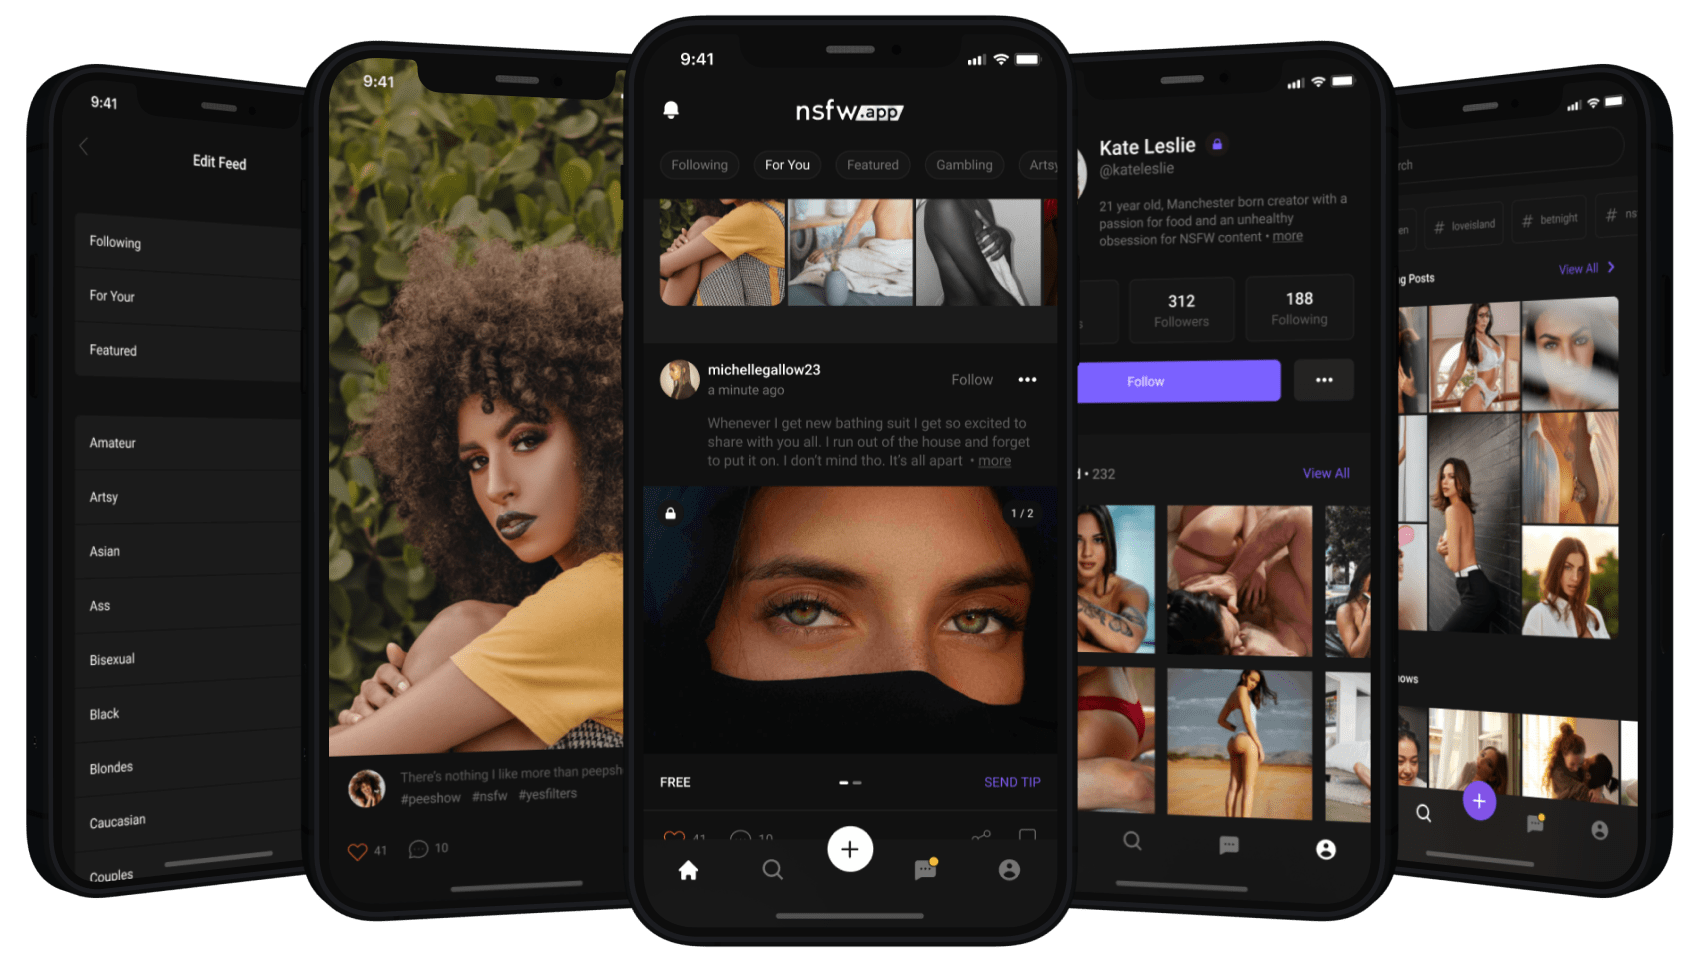 9:41
Edit Feed
Following
For Your
Featured
Amateur
Artsy
Asian
Ass
Bisexual
Black
Blondes
Caucasian
Couples
9:41
There's nothing I like more than peepsh
#peeshow #nsfw #yesfilters
41 10
9:41
nsfw.app
Following For You Featured Gambling Artsy
michellegallow23
a minute ago
Follow
Whenever I get new bathing suit I get so excited to
share with you all. I run out of the house and forget
to put it on. I don't mind tho. It's all apart • more
1 / 2
FREE
SEND TIP
41 10
Kate Leslie
@kateleslie
21 year old, Manchester born creator with a
passion for food and an unhealthy
obsession for NSFW content • more
312
Followers
188
Following
Follow
• 232
View All
rch
en # loveisland # betnight # ns
g Posts
View All
ows